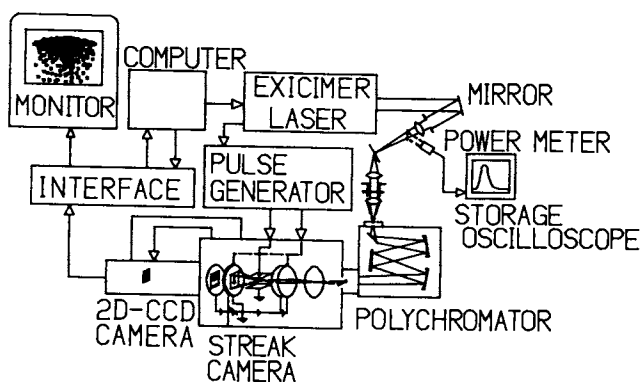 COMPUTER
MONITOR
EXICIMER
LASER
MIRROR
POWER METER
INTERFACE
PULSE
GENERATOR
STORAGE
OSCILLOSCOPE
2D-CCD
CAMERA
STREAK
CAMERA
POLYCHROMATOR